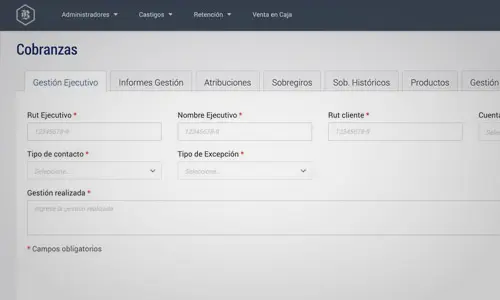 Administradores
Castigos
Retención
Venta en Caja
Cobranzas
Gestión Ejecutivo
Informes Gestión
Atribuciones
Sobregiros
Sob. Históricos
Productos
Gestión
Rut Ejecutivo *
Nombre Ejecutivo *
Rut cliente *
Cuenta
12345678-9
12345678-9
12345678-9
Tipo de contacto *
Tipo de Excepción *
Seleccione...
Seleccione...
Gestión realizada *
Ingrese la gestión realizada
* Campos obligatorios